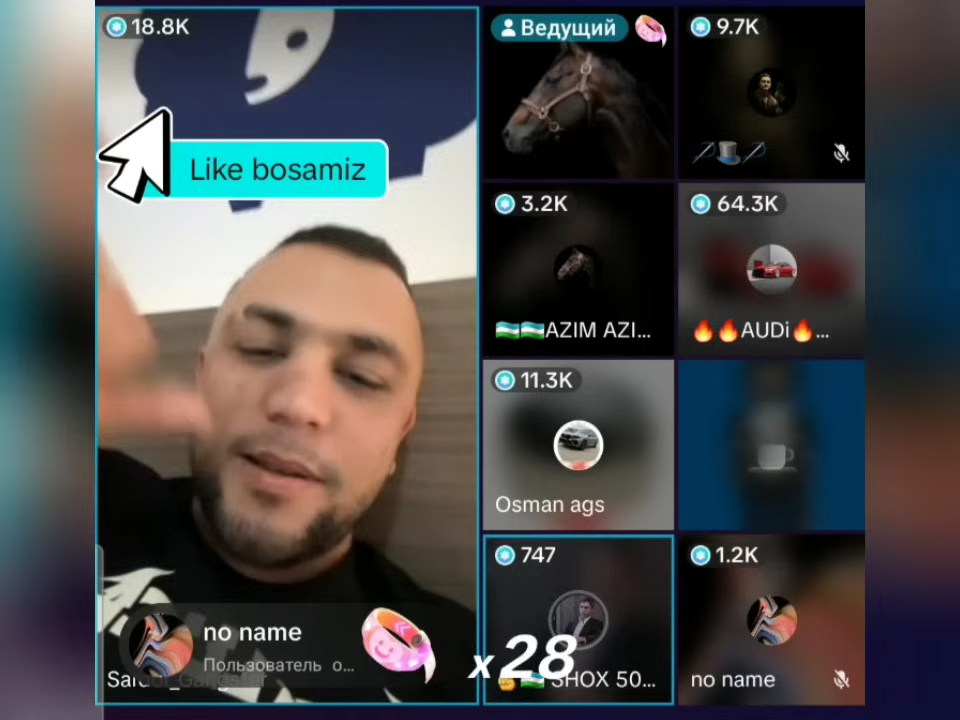 18.8K
Like bosamiz
no name
Пользователь о...
Ведущий
9.7K
3.2K
AZIM AZI...
64.3K
AUDi
...
11.3K
Osman ags
747
x28
SHOX 50...
1.2K
no name